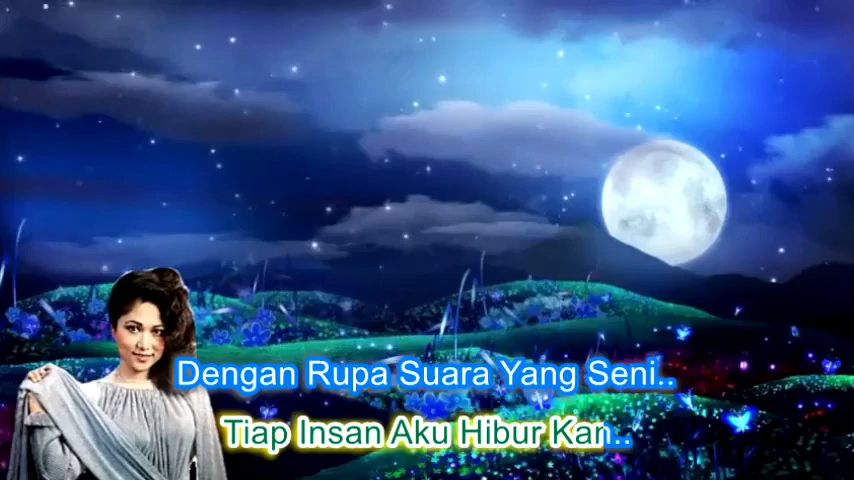 Dengan Rupa Suara Yang Seni..
Tiap Insan Aku Hibur Kan..